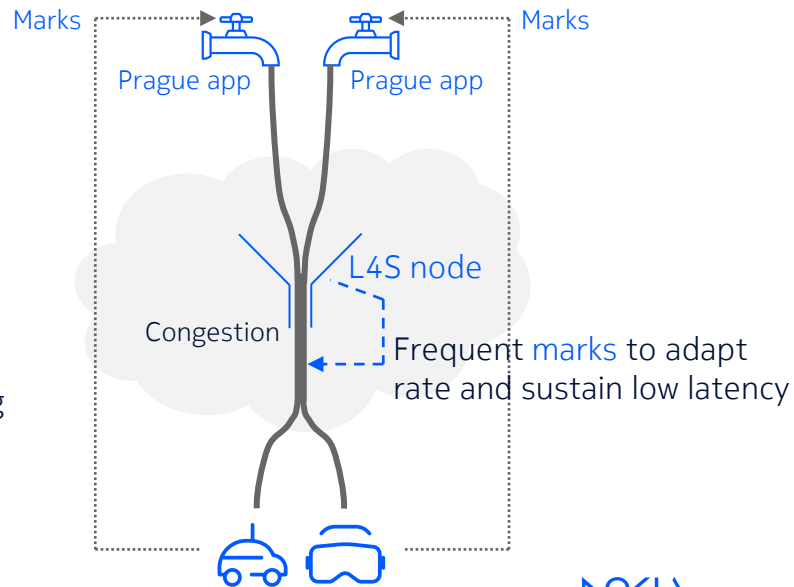 Marks
Marks
Prague app
Prague app
L4S node
Congestion
Frequent marks to adapt
rate and sustain low latency